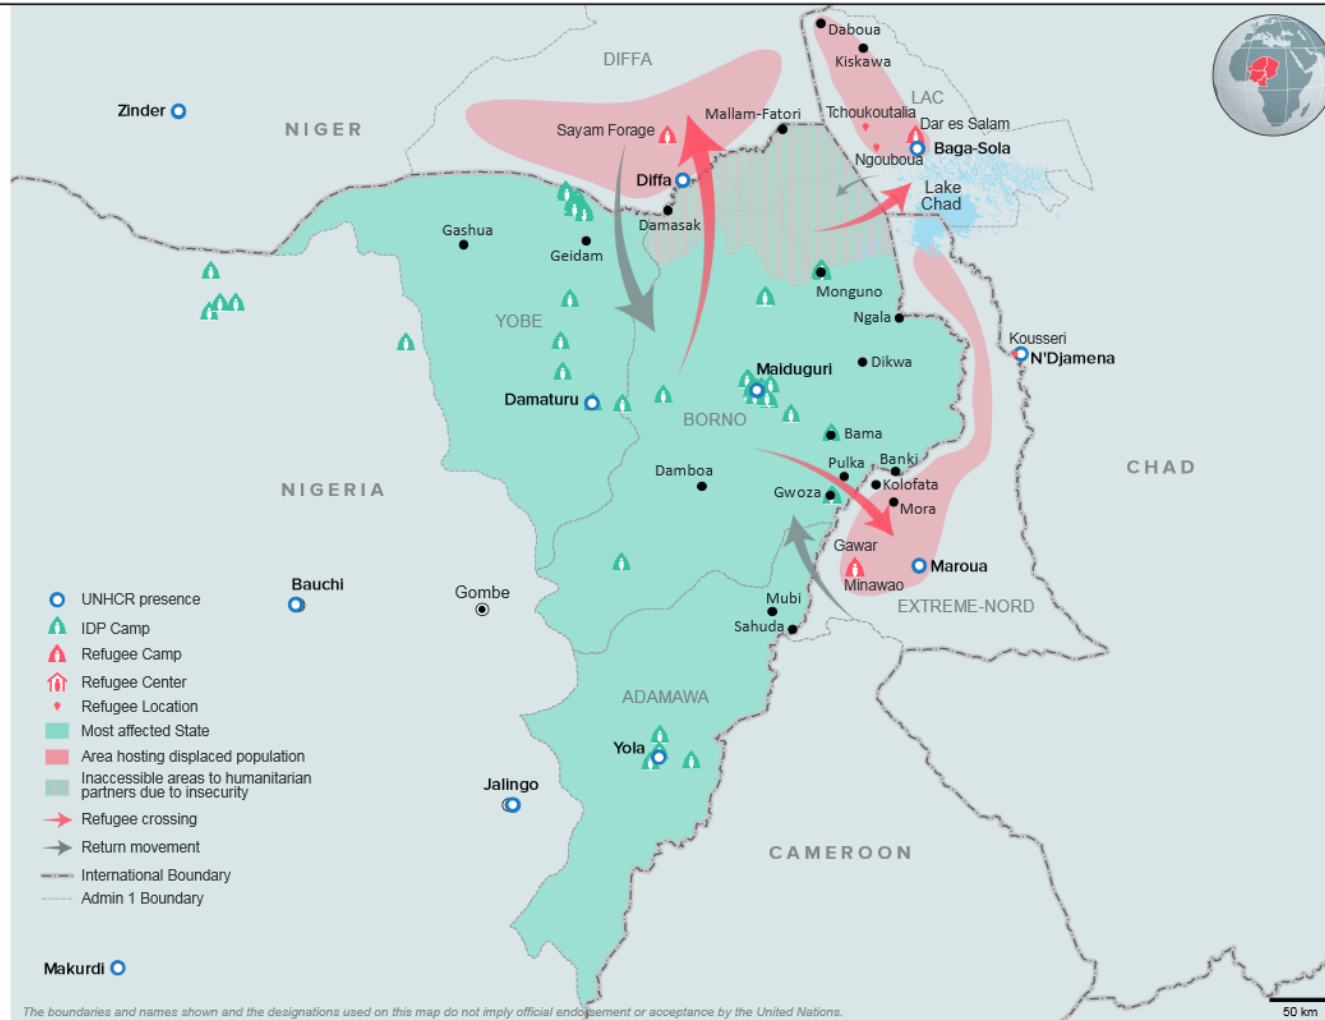 DIFFA
Daboua
Kiskawa
Zinder
NIGER
Mallam-Fatori
Tchoukoutalia
LAC
Sayam Forage
Dar es Salam
Baga-Sola
Ngouboua
Diffa
Lake
Chad
Damasak
Gashua
Geidam
Monguno
YOBE
Ngala
Kousseri
N'Djamena
Dikwa
Maiduguri
Damaturu
BORNO
Bama
Damboa
Pulka
Banki
CHAD
NIGERIA
Gwoza
Kolofata
Mora
Gawar
Minawao
Maroua
Bauchi
Gombe
EXTREME-NORD
Mubi
Sahuda
ADAMAWA
Yola
Jalingo
CAMEROON
Makurdi
UNHCR presence
IDP Camp
Refugee Camp
Refugee Center
Refugee Location
Most affected State
Area hosting displaced population
Inaccessible areas to humanitarian
partners due to insecurity
Refugee crossing
Return movement
International Boundary
Admin 1 Boundary
The boundaries and names shown and the designations used on this map do not imply official endorsement or acceptance by the United Nations.
50 km